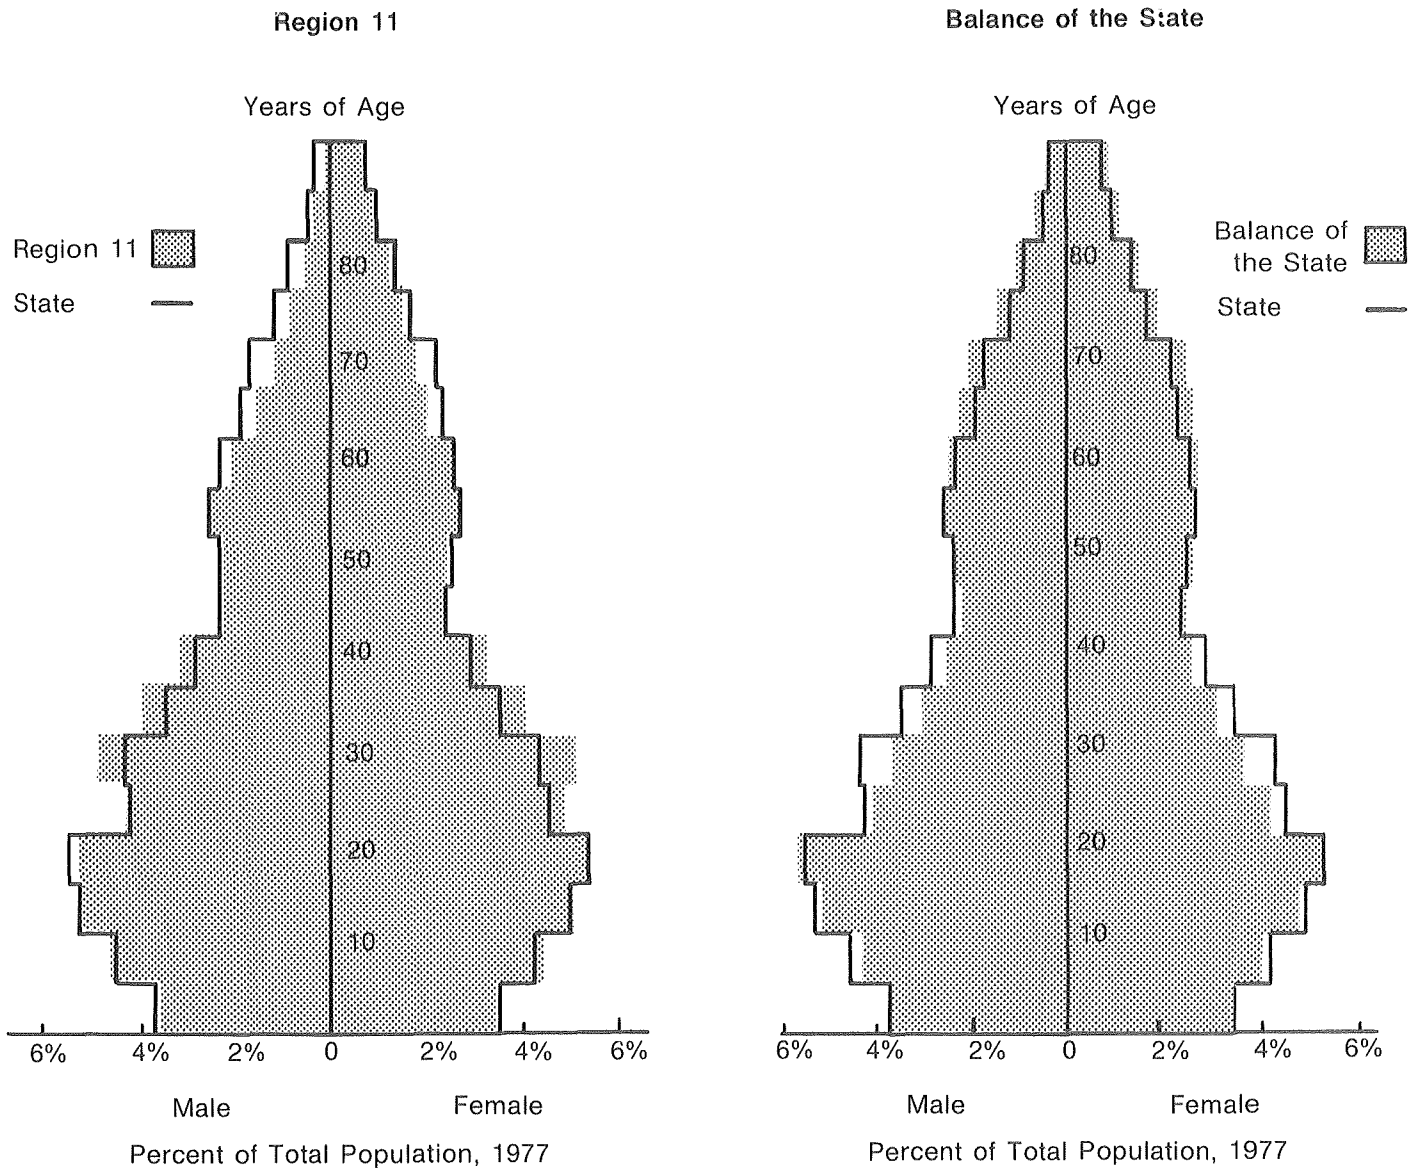 Region 11
Years of Age
Region 11
State
80
70
60
50
40
30
20
10
6% 4% 2% 0 2% 4% 6%
Male Female
Percent of Total Population, 1977
Balance of the State
Years of Age
Balance of
the State
State
80
70
60
50
40
30
20
10
6% 4% 2% 0 2% 4% 6%
Male Female
Percent of Total Population, 1977